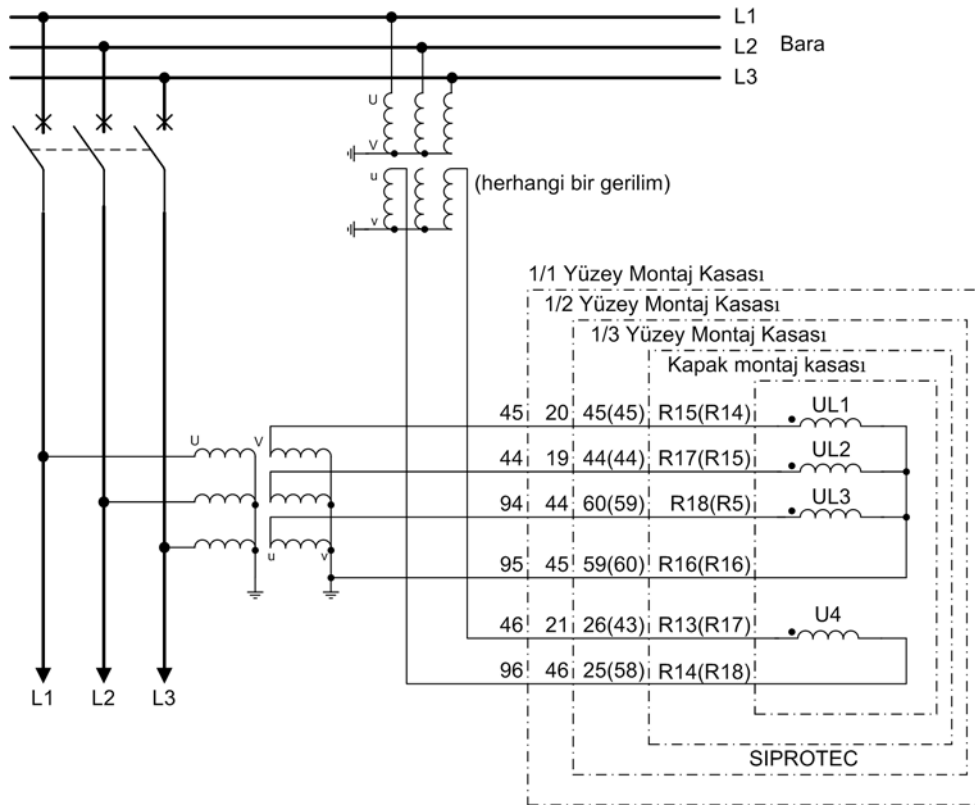 L1
L2 Bara
L3
U
V
u
(herhangi bir gerilim)
v
1/1 Yüzey Montaj Kasası
1/2 Yüzey Montaj Kasası
1/3 Yüzey Montaj Kasası
Kapak montaj kasası
45 20 45(45) R15(R14) UL1
U V
44 19 44(44) R17(R15) UL2
94 44 60(59) R18(R5) UL3
u v
95 45 59(60) R16(R16)
46 21 26(43) R13(R17) U4
96 46 25(58) R14(R18)
L1 L2 L3
SIPROTEC